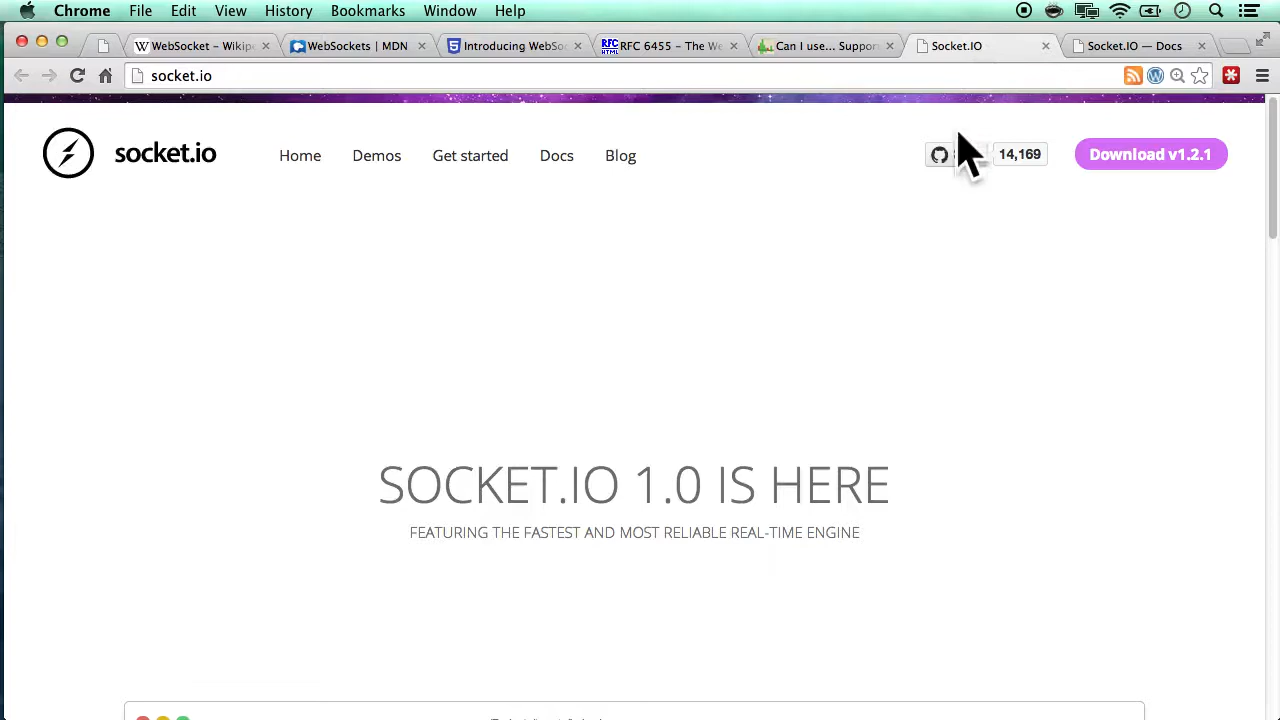 Chrome File Edit View History Bookmarks Window Help
WebSocket – Wikip
WebSockets | MDN
Introducing WebSo
RFC HTML
RFC 6455 – The We
Can I use... Suppo
Socket.IO
Socket.IO — Docs
socket.io
socket.io
Home Demos Get started Docs Blog
14,169
Download v1.2.1
SOCKET.IO 1.0 IS HERE
FEATURING THE FASTEST AND MOST RELIABLE REAL-TIME ENGINE